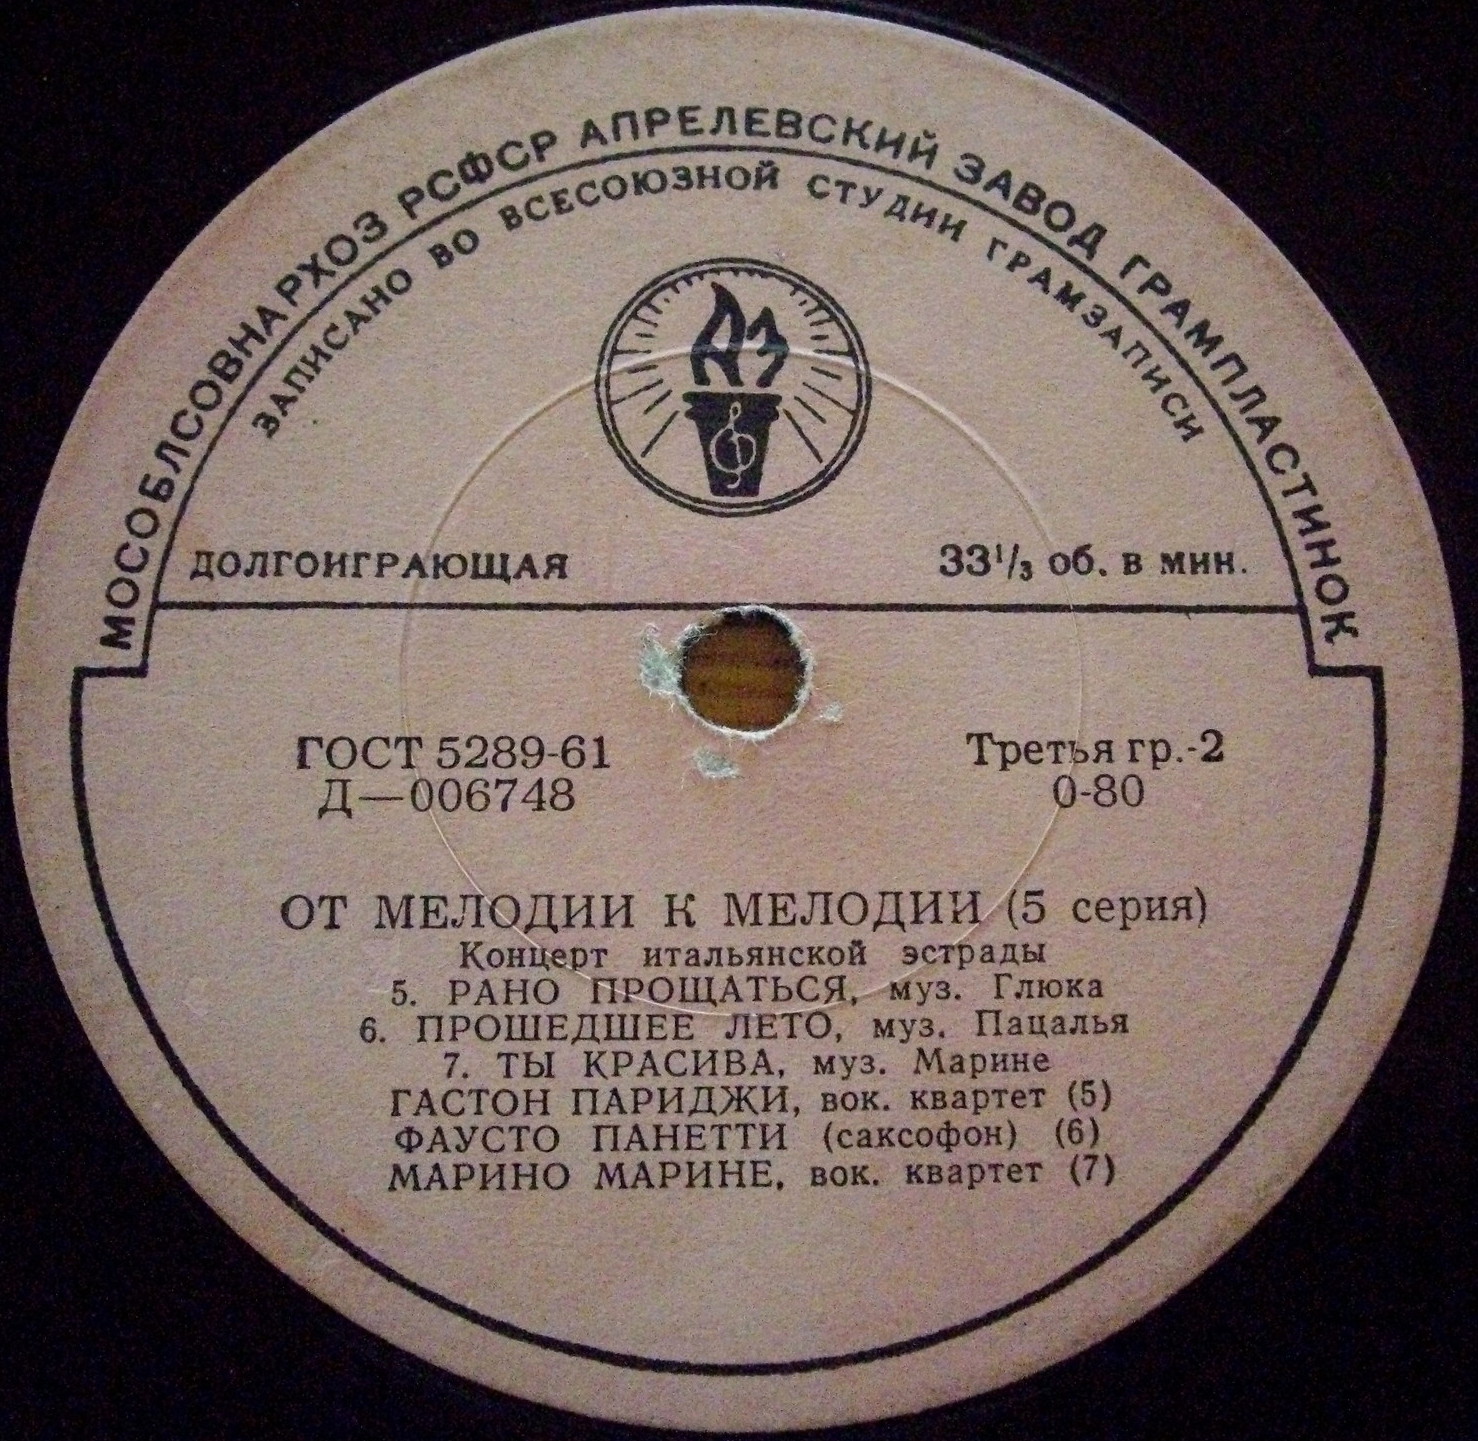 МОСОБЛСОВНАРХОЗ РСФСР АПРЕЛЕВСКИЙ ЗАВОД ГРАМПЛАСТИНОК
ЗАПИСАНО ВО ВСЕСОЮЗНОЙ СТУДИИ ГРАМЗАПИСИ
АЗ
ДОЛГОИГРАЮЩАЯ 33⅓ об. в мин.
ГОСТ 5289-61 Третья гр.-2
Д—006748 0-80
ОТ МЕЛОДИИ К МЕЛОДИИ (5 серия)
Концерт итальянской эстрады
5. РАНО ПРОЩАТЬСЯ, муз. Глюка
6. ПРОШЕДШЕЕ ЛЕТО, муз. Пацалья
7. ТЫ КРАСИВА, муз. Марине
ГАСТОН ПАРИДЖИ, вок. квартет (5)
ФАУСТО ПАНЕТТИ (саксофон) (6)
МАРИНО МАРИНЕ, вок. квартет (7)